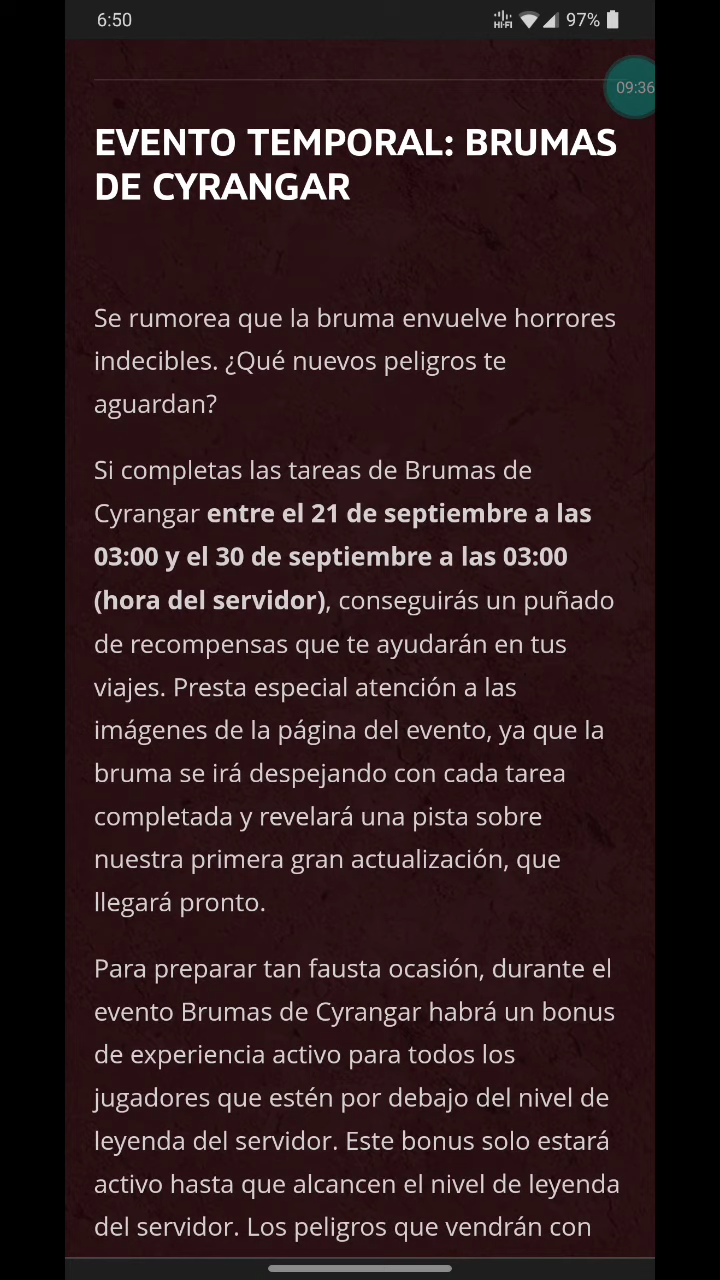 6:50
HI-FI
97%
09:36
EVENTO TEMPORAL: BRUMAS
DE CYRANGAR
Se rumorea que la bruma envuelve horrores
indecibles. ¿Qué nuevos peligros te
aguardan?
Si completas las tareas de Brumas de
Cyrangar entre el 21 de septiembre a las
03:00 y el 30 de septiembre a las 03:00
(hora del servidor), conseguirás un puñado
de recompensas que te ayudarán en tus
viajes. Presta especial atención a las
imágenes de la página del evento, ya que la
bruma se irá despejando con cada tarea
completada y revelará una pista sobre
nuestra primera gran actualización, que
llegará pronto.
Para preparar tan fausta ocasión, durante el
evento Brumas de Cyrangar habrá un bonus
de experiencia activo para todos los
jugadores que estén por debajo del nivel de
leyenda del servidor. Este bonus solo estará
activo hasta que alcancen el nivel de leyenda
del servidor. Los peligros que vendrán con